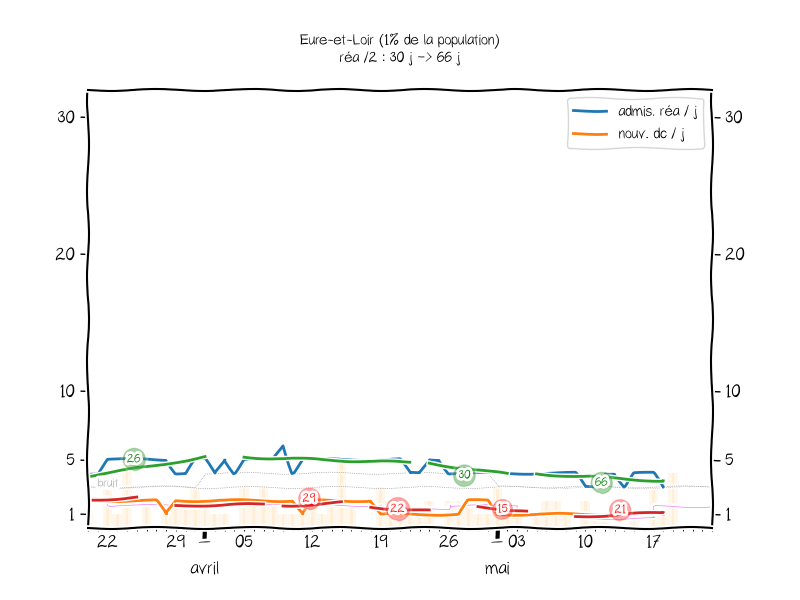 Eure-et-Loir (1% de la population)
réa /2 : 30 j -> 66 j
admis. réa / j
nouv. dc / j
30 30
20 20
10 10
5 5
1 1
bruit
26 29 22 30 15 66 21
22 29 05 12 19 26 03 10 17
avril mai